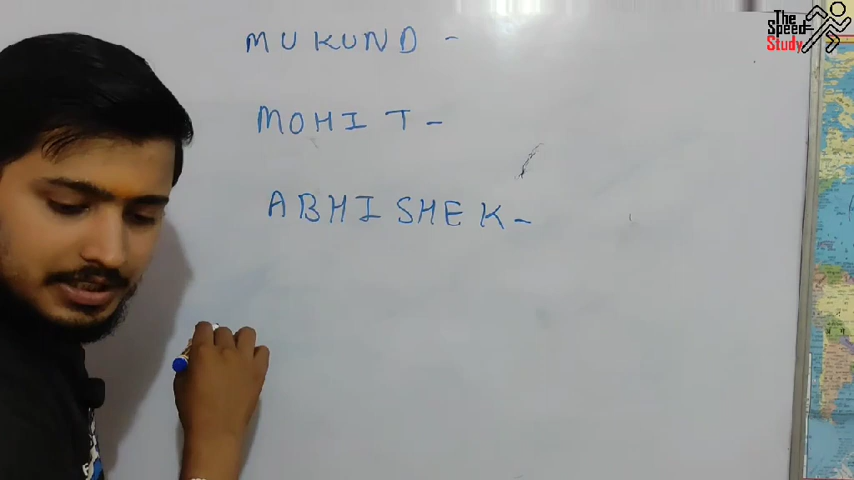 The
Speed
Study
MUKUND -
MOHIT -
ABHISHEK -